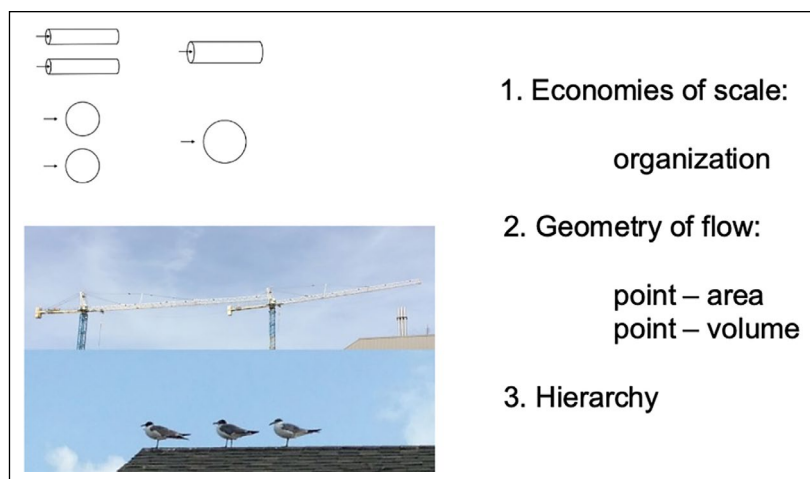 1. Economies of scale:
organization
2. Geometry of flow:
point – area
point – volume
3. Hierarchy